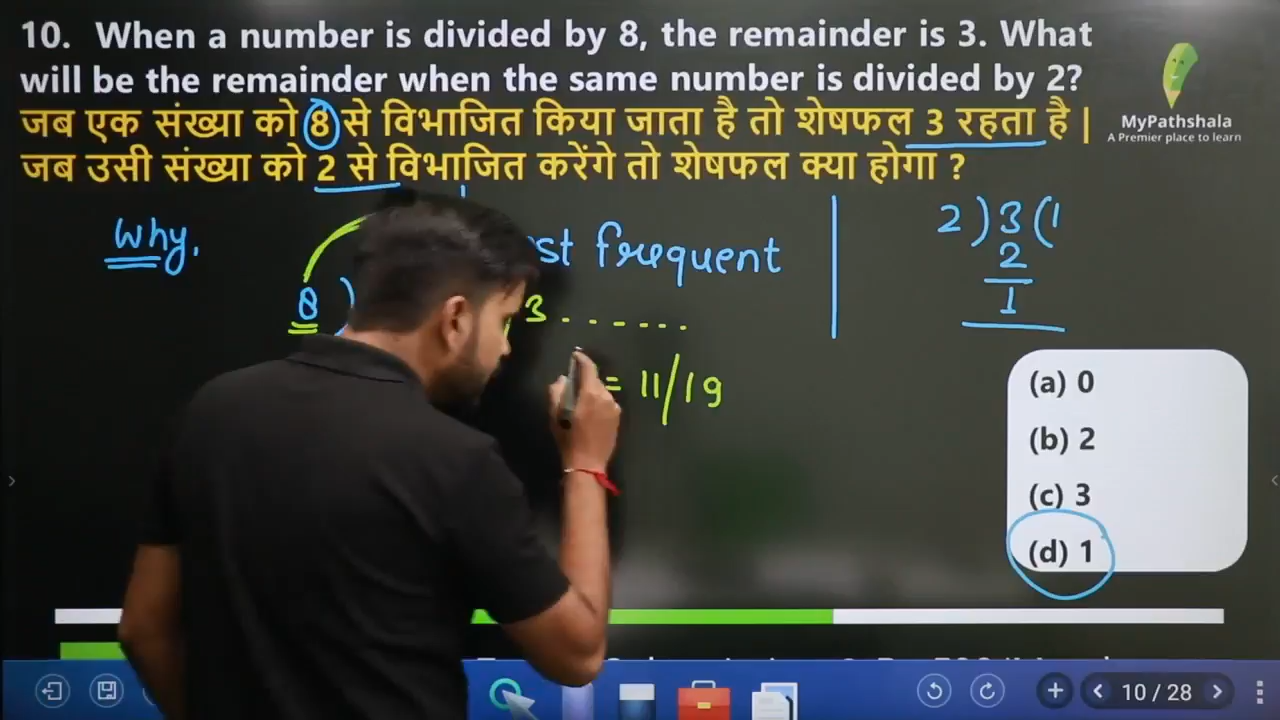 10. When a number is divided by 8, the remainder is 3. What
will be the remainder when the same number is divided by 2?
जब एक संख्या को 8 से विभाजित किया जाता है तो शेषफल 3 रहता है |
जब उसी संख्या को 2 से विभाजित करेंगे तो शेषफल क्या होगा ?
MyPathshala
A Premier place to learn
Why.
frequent
2 ) 3 ( 1
2
1
8 )
3 . . . . . .
= 11/19
(a) 0
(b) 2
(c) 3
(d) 1
10 / 28